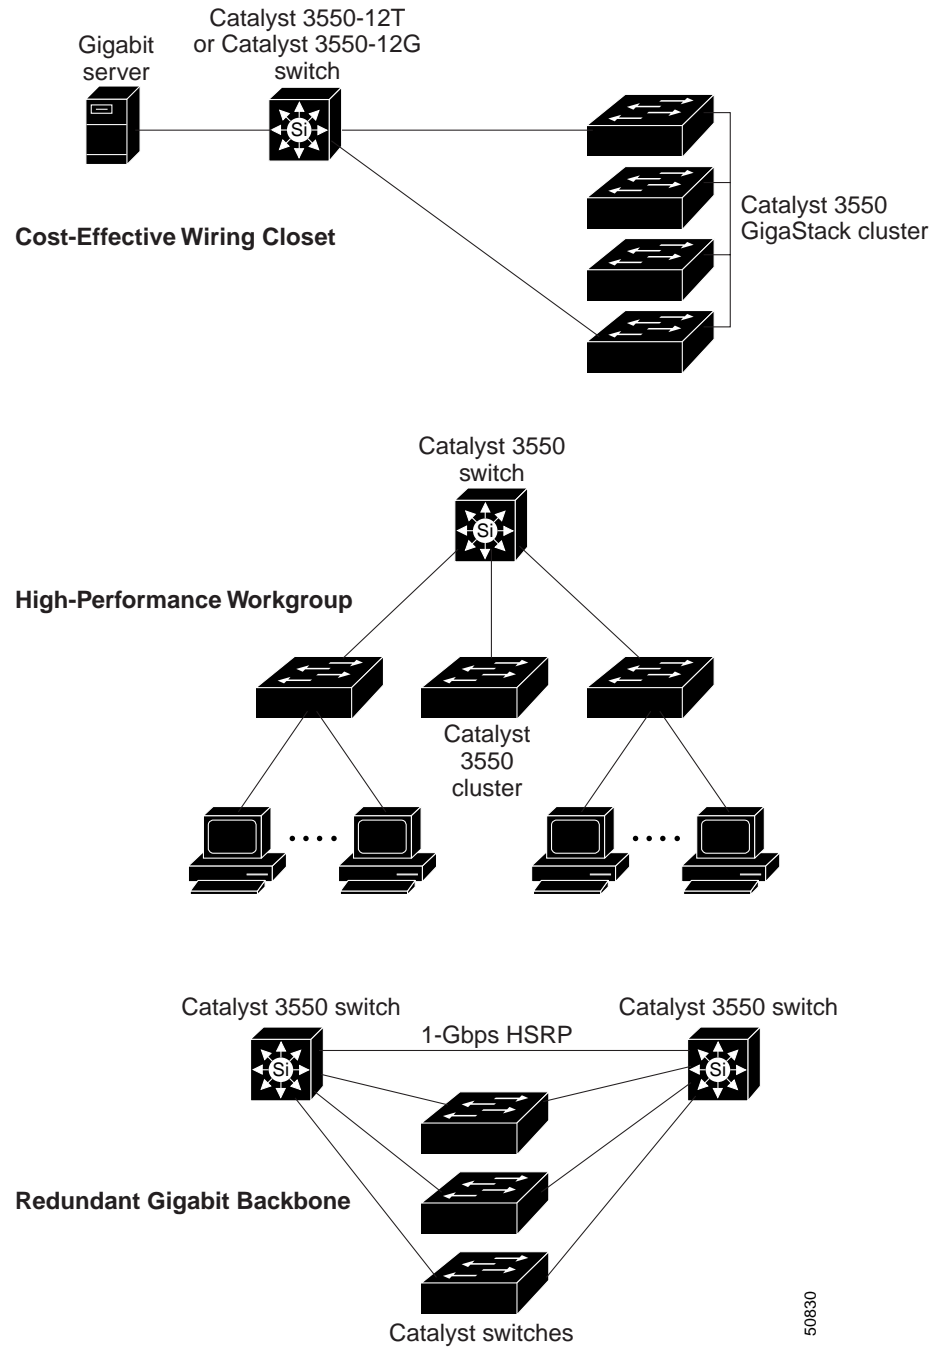 Catalyst 3550-12T
or Catalyst 3550-12G
switch
Gigabit
server
Si
Catalyst 3550
GigaStack cluster
Cost-Effective Wiring Closet
Catalyst 3550
switch
Si
High-Performance Workgroup
Catalyst
3550
cluster
Catalyst 3550 switch
Catalyst 3550 switch
1-Gbps HSRP
Si
Si
Redundant Gigabit Backbone
Catalyst switches
50830